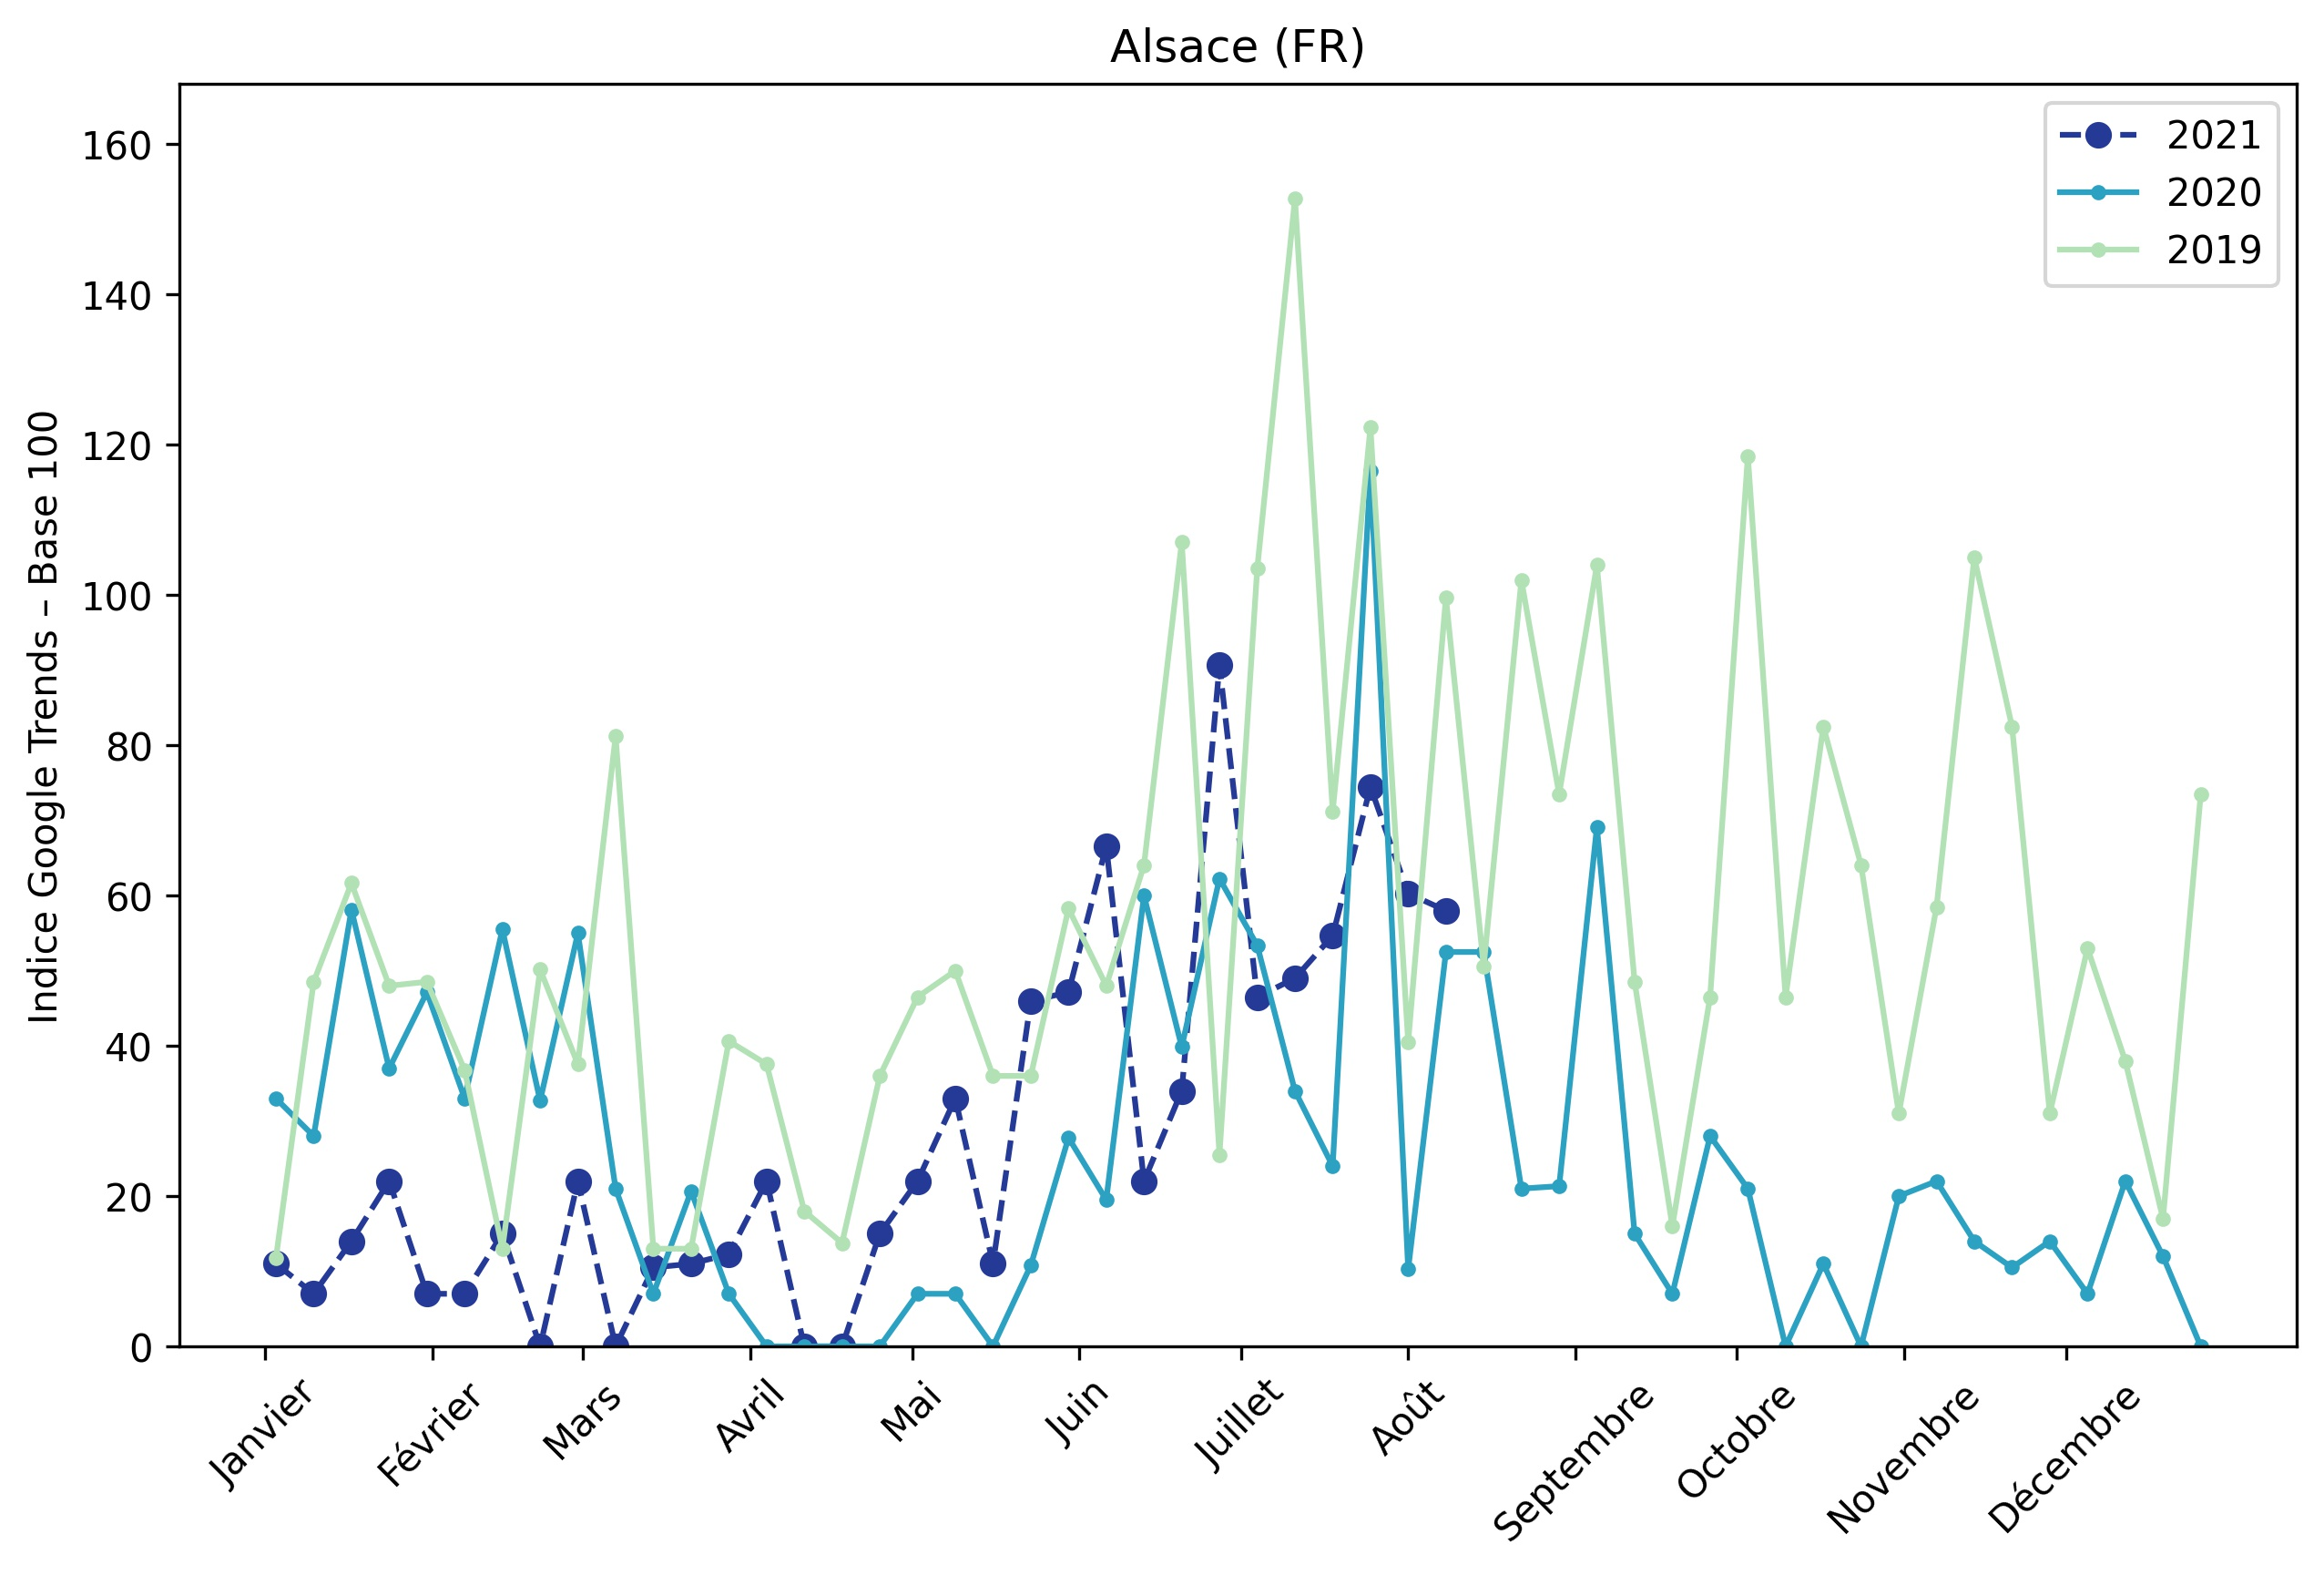 Alsace (FR)
Indice Google Trends – Base 100
160
140
120
100
80
60
40
20
0
Janvier
Février
Mars
Avril
Mai
Juin
Juillet
Août
Septembre
Octobre
Novembre
Décembre
2021
2020
2019